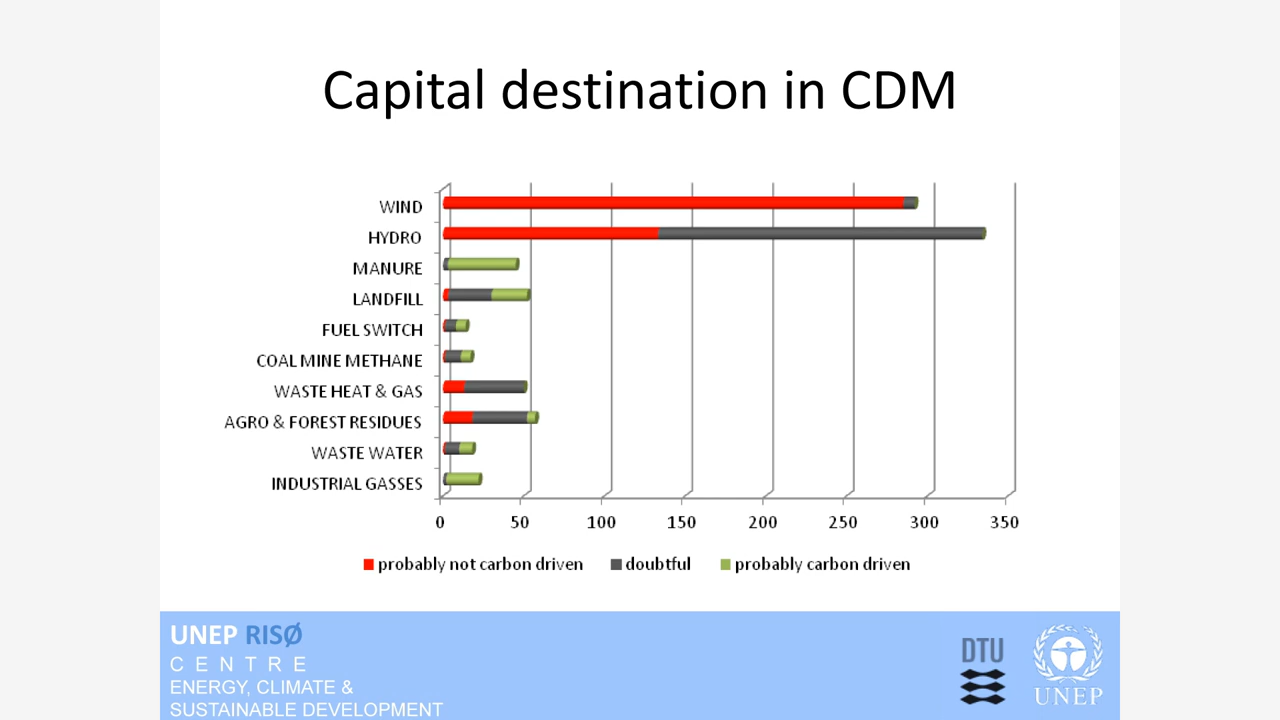 Capital destination in CDM
WIND
HYDRO
MANURE
LANDFILL
FUEL SWITCH
COAL MINE METHANE
WASTE HEAT & GAS
AGRO & FOREST RESIDUES
WASTE WATER
INDUSTRIAL GASSES
0 50 100 150 200 250 300 350
probably not carbon driven doubtful probably carbon driven
UNEP RISØ
CENTRE
ENERGY, CLIMATE &
SUSTAINABLE DEVELOPMENT
DTU
UNEP